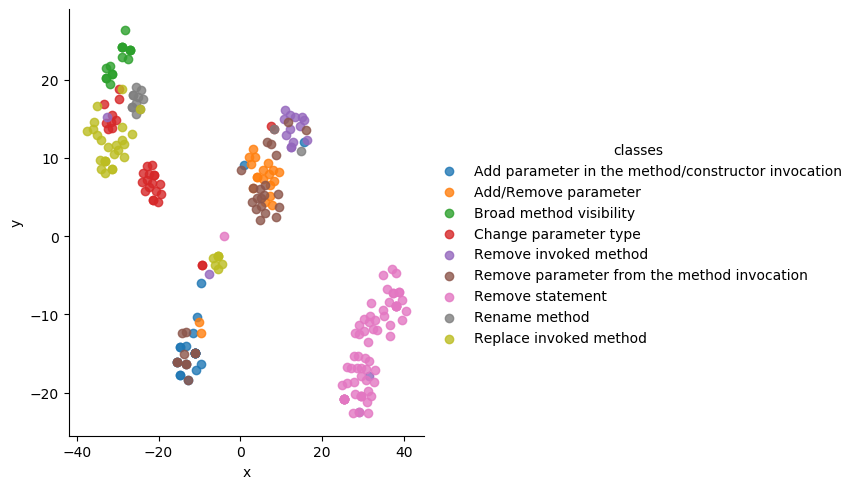 20
10
0
−10
−20
y
−40
−20
0
20
40
x
classes
Add parameter in the method/constructor invocation
Add/Remove parameter
Broad method visibility
Change parameter type
Remove invoked method
Remove parameter from the method invocation
Remove statement
Rename method
Replace invoked method